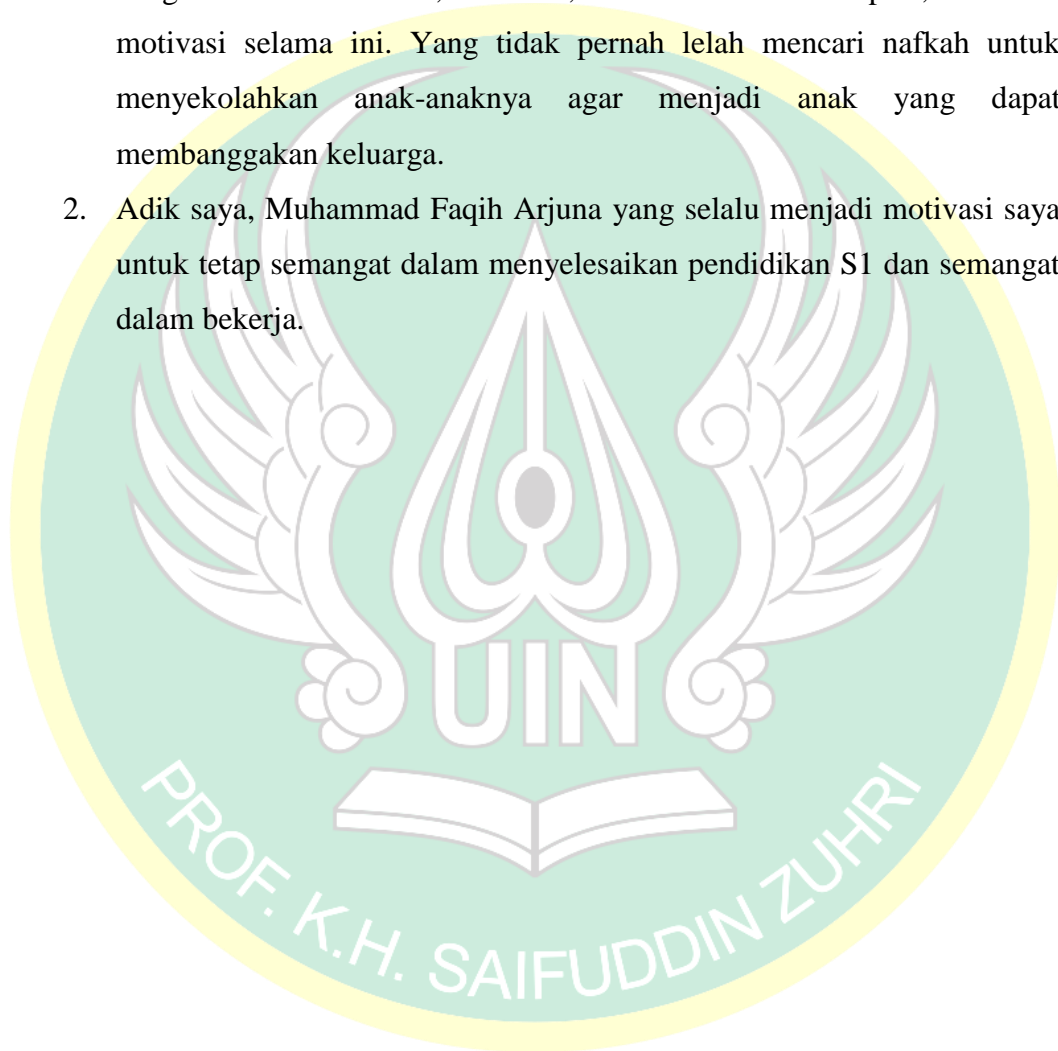 motivasi selama ini. Yang tidak pernah lelah mencari nafkah untuk
menyekolahkan anak-anaknya agar menjadi anak yang dapat
membanggakan keluarga.
2. Adik saya, Muhammad Faqih Arjuna yang selalu menjadi motivasi saya
untuk tetap semangat dalam menyelesaikan pendidikan S1 dan semangat
dalam bekerja.
UIN
PROF. K.H. SAIFUDDIN ZUHRI